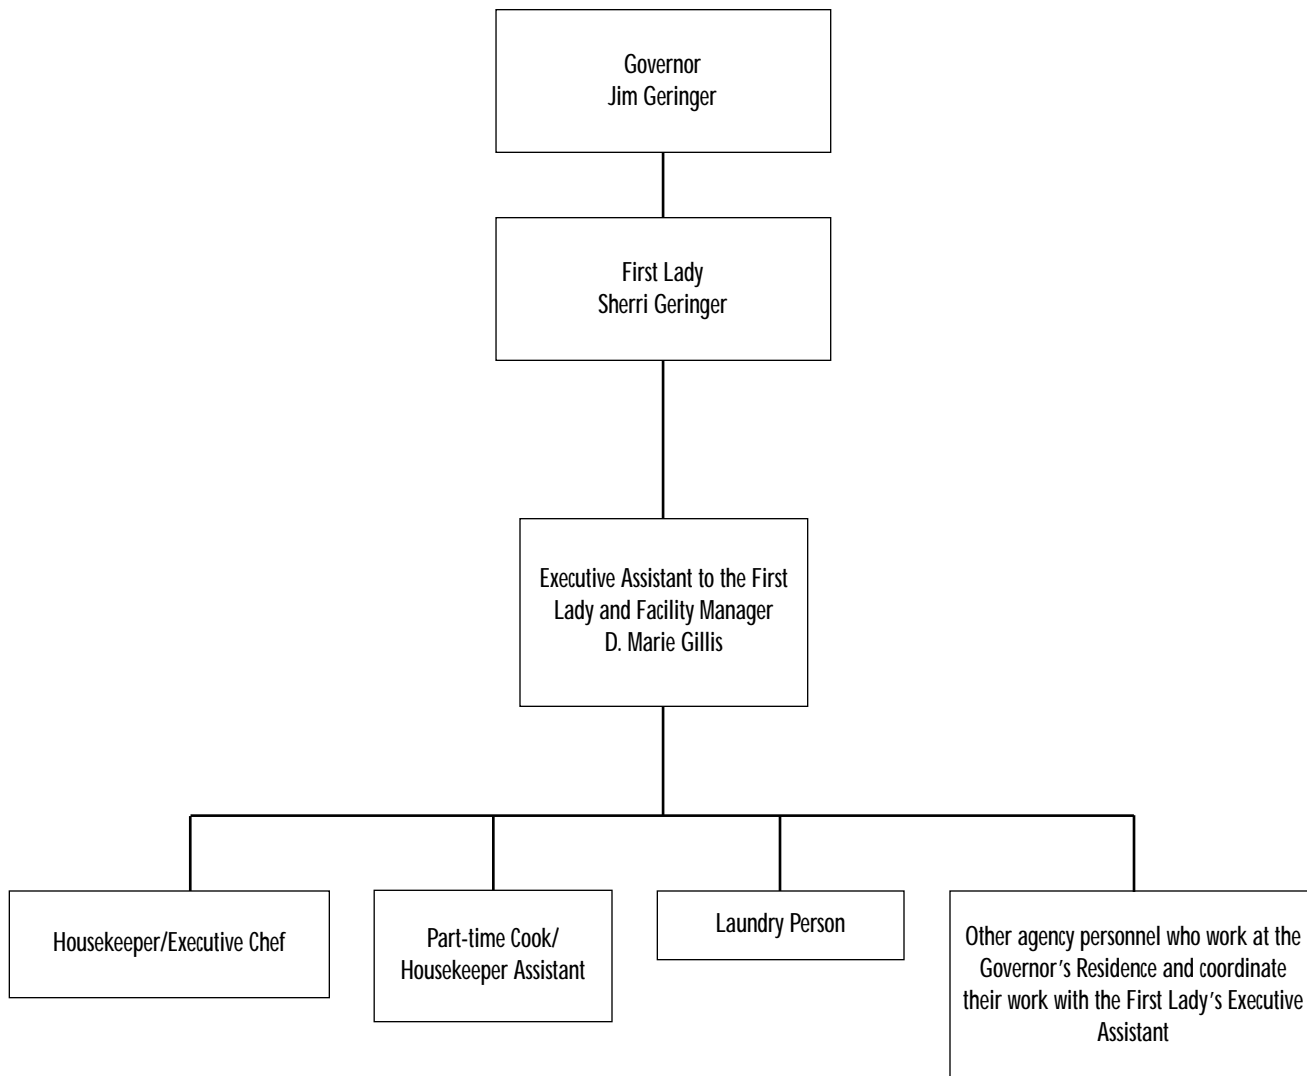 Governor
Jim Geringer
First Lady
Sherri Geringer
Executive Assistant to the First
Lady and Facility Manager
D. Marie Gillis
Housekeeper/Executive Chef
Part-time Cook/
Housekeeper Assistant
Laundry Person
Other agency personnel who work at the
Governor's Residence and coordinate
their work with the First Lady's Executive
Assistant